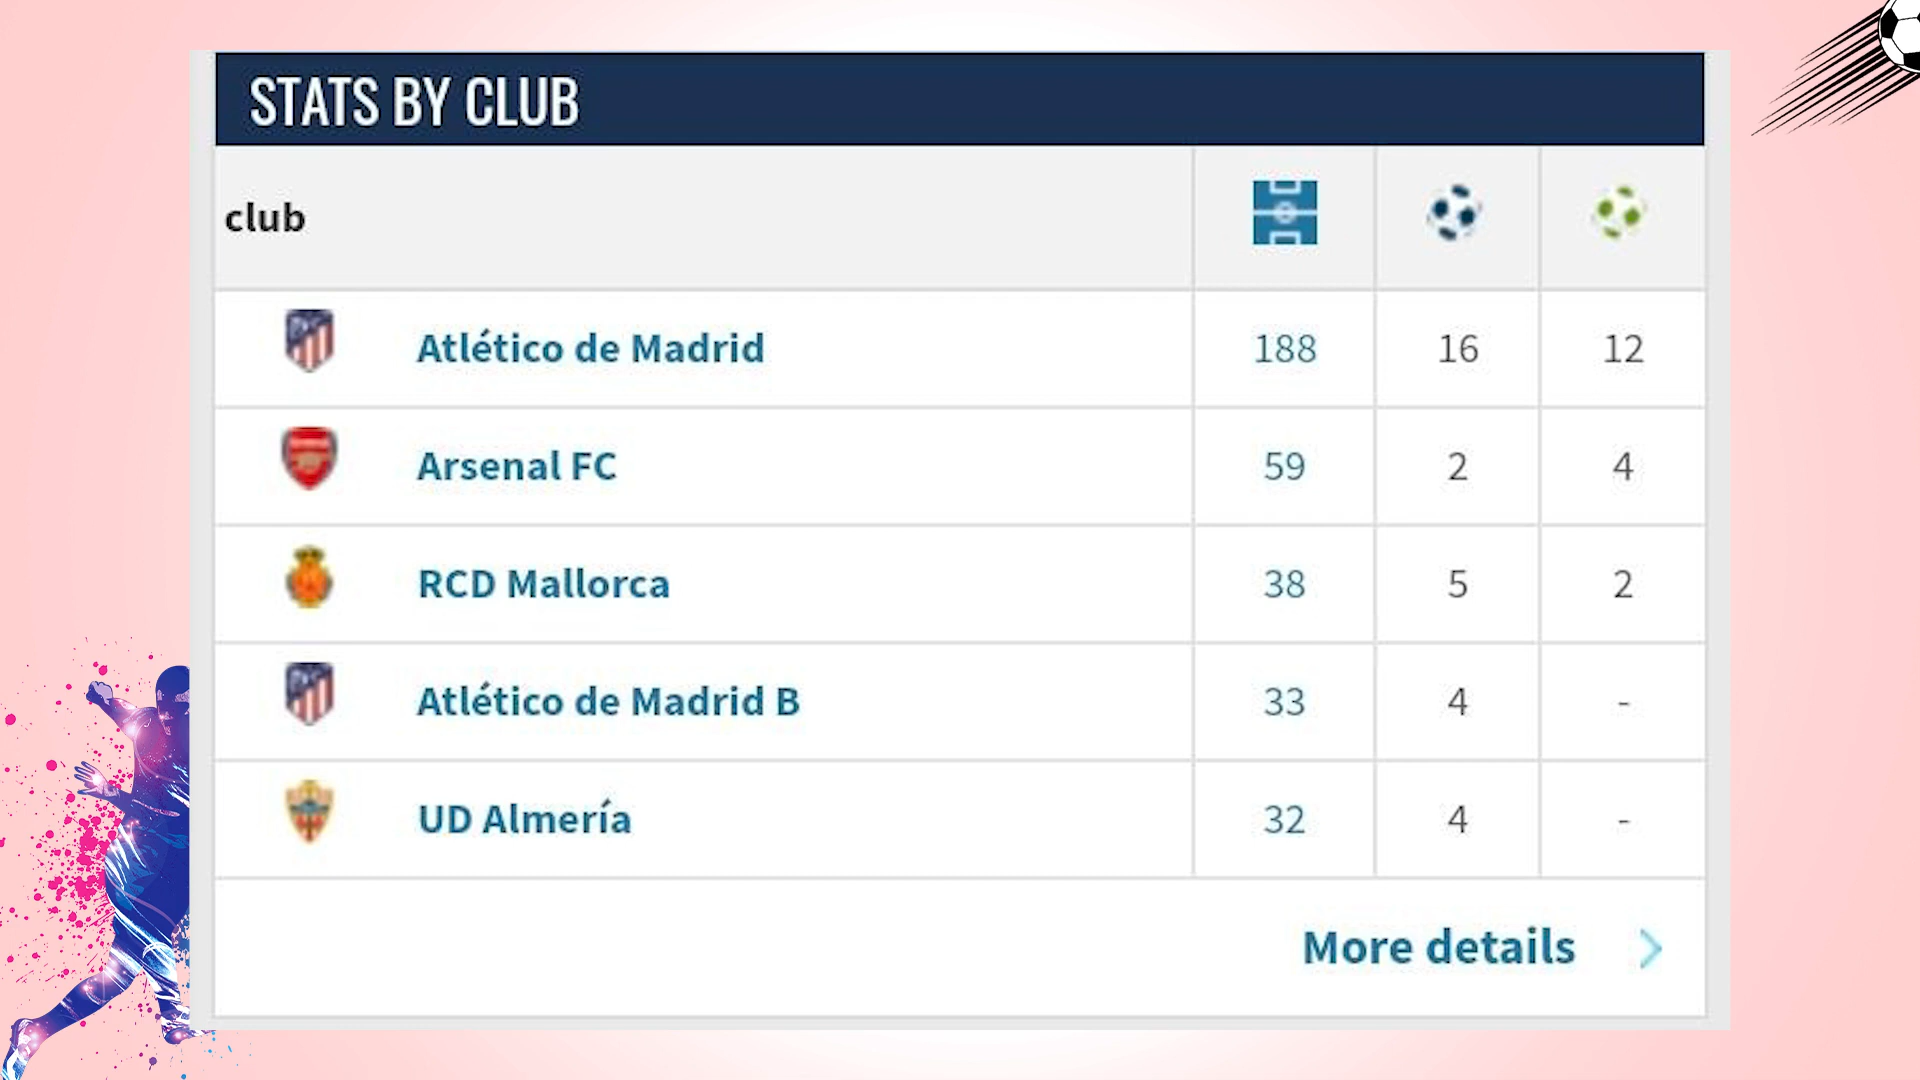 STATS BY CLUB
club
Atlético de Madrid 188 16 12
Arsenal FC 59 2 4
RCD Mallorca 38 5 2
Atlético de Madrid B 33 4 -
UD Almería 32 4 -
More details